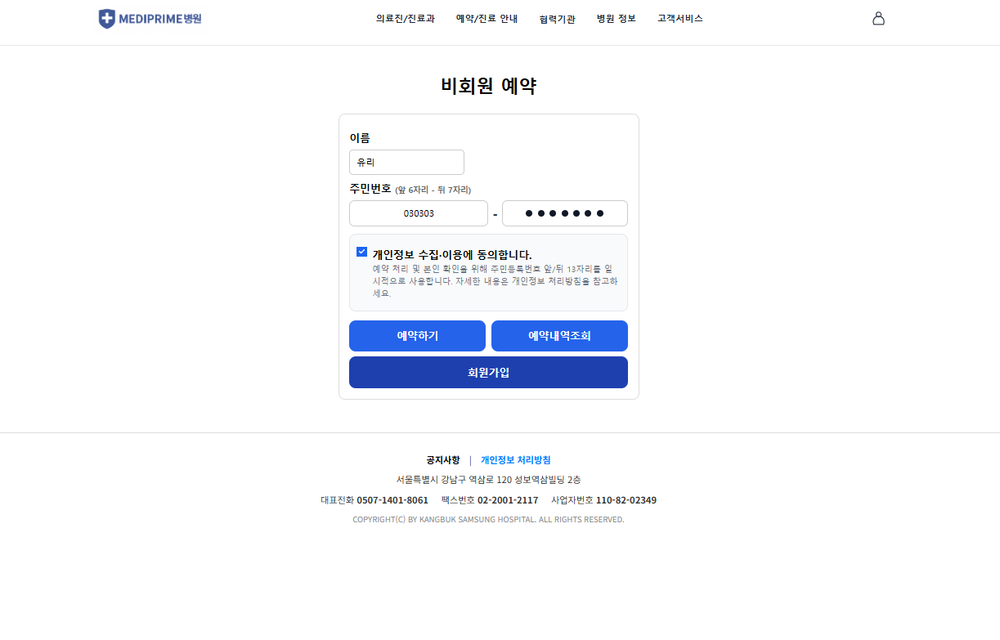 MEDIPRIME병원
의료진/진료과 예약/진료 안내 협력기관 병원 정보 고객서비스
비회원 예약
이름
유리
주민번호 (앞 6자리 - 뒤 7자리)
030303 - ●●●●●●●
개인정보 수집·이용에 동의합니다.
예약 처리 및 본인 확인을 위해 주민등록번호 앞/뒤 13자리를 일
시적으로 사용합니다. 자세한 내용은 개인정보 처리방침을 참고하
세요.
예약하기 예약내역조회
회원가입
공지사항 | 개인정보 처리방침
서울특별시 강남구 역삼로 120 성보역삼빌딩 2층
대표전화 0507-1401-8061 팩스번호 02-2001-2117 사업자번호 110-82-02349
COPYRIGHT(C) BY KANGBUK SAMSUNG HOSPITAL. ALL RIGHTS RESERVED.